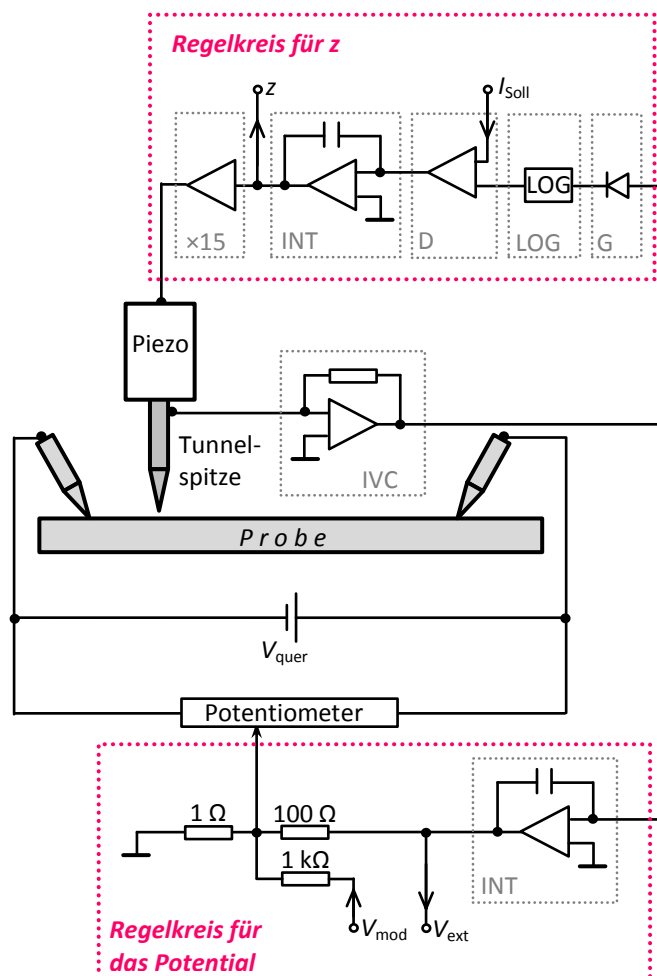 Regelkreis für z
z
I_Soll
×15
INT
D
LOG
LOG
G
Piezo
Tunnel-
spitze
IVC
Probe
V_quer
Potentiometer
1 Ω
100 Ω
1 kΩ
INT
V_mod
V_ext
Regelkreis für
das Potential